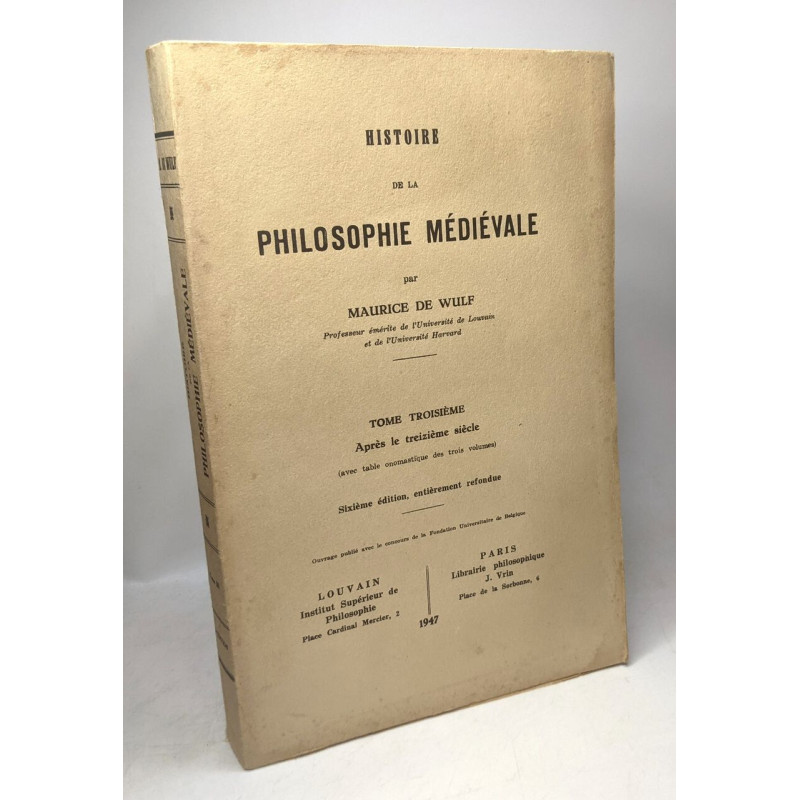 HISTOIRE
DE LA
PHILOSOPHIE MÉDIÉVALE
par
MAURICE DE WULF
Professeur émérite de l'Université de Louvain
et de l'Université Harvard
TOME TROISIÈME
Après le treizième siècle
(avec table onomastique des trois volumes)
Sixième édition, entièrement refondue
Ouvrage publié avec le concours de la Fondation Universitaire de Belgique
LOUVAIN
Institut Supérieur de
Philosophie
Place Cardinal Mercier, 2
PARIS
Librairie philosophique
J. Vrin
Place de la Sorbonne, 6
1947
DE WULF
PHILOSOPHIE MÉDIÉVALE